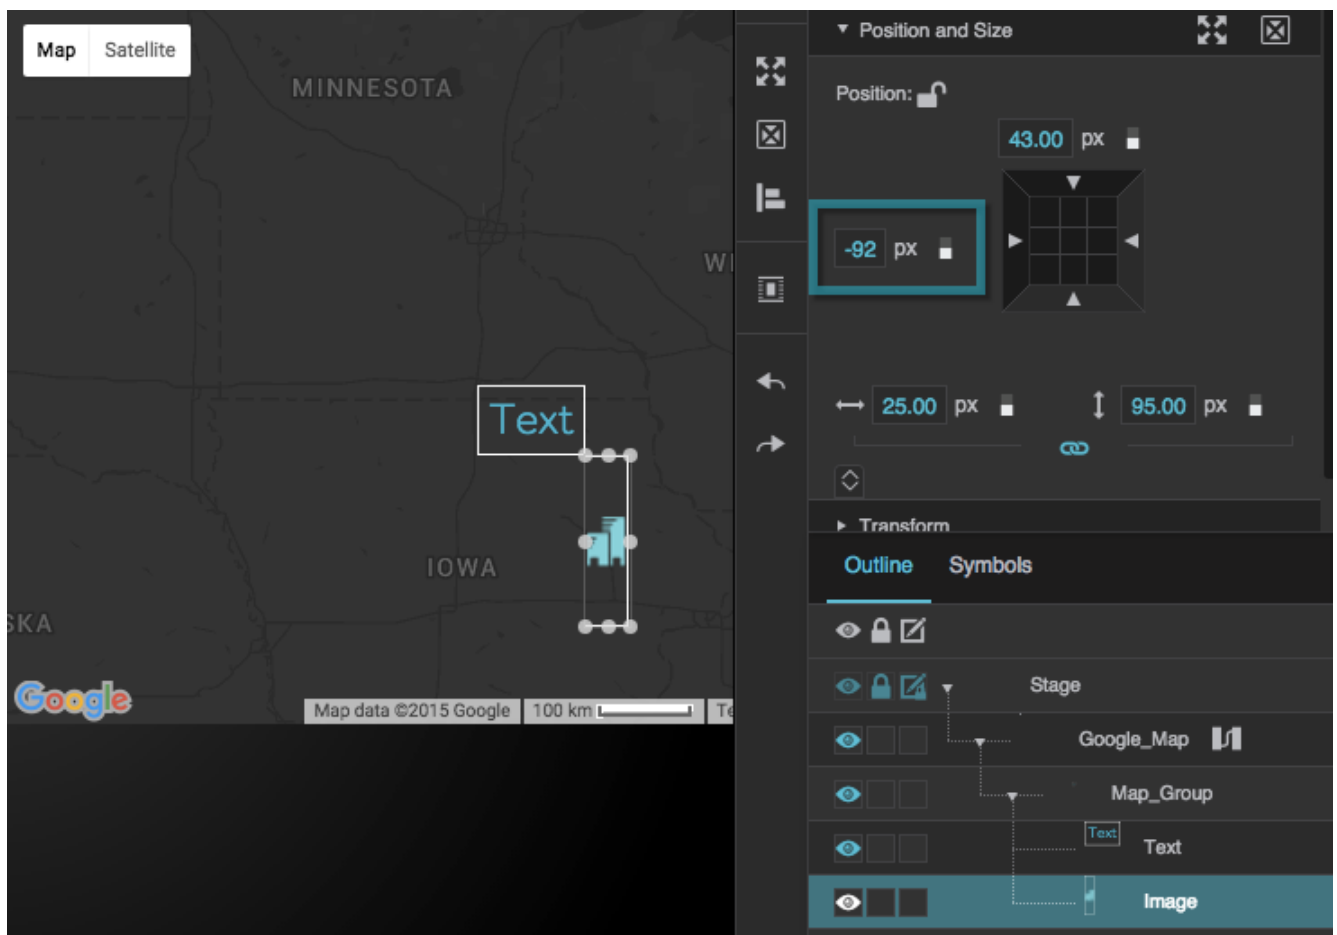 Map Satellite
MINNESOTA
Text
IOWA
SKA
Google
Map data ©2015 Google 100 km Te
Position and Size
Position:
43.00 px
-92 px
25.00 px 95.00 px
Transform
Outline Symbols
Stage
Google_Map
Map_Group
Text
Text
Image